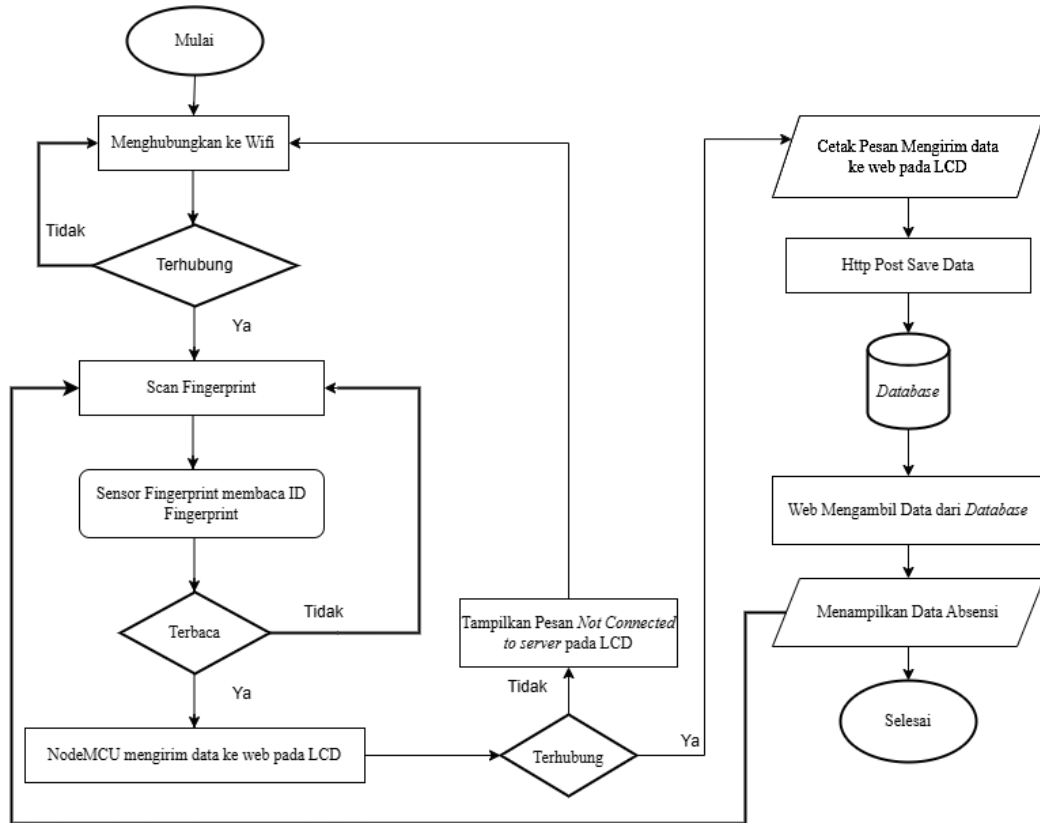 Mulai
Menghubungkan ke Wifi
Tidak
Terhubung
Ya
Scan Fingerprint
Sensor Fingerprint membaca ID
Fingerprint
Terbaca
Tidak
Ya
NodeMCU mengirim data ke web pada LCD
Terhubung
Tidak
Tampilkan Pesan Not Connected
to server pada LCD
Ya
Cetak Pesan Mengirim data
ke web pada LCD
Http Post Save Data
Database
Web Mengambil Data dari Database
Menampilkan Data Absensi
Selesai